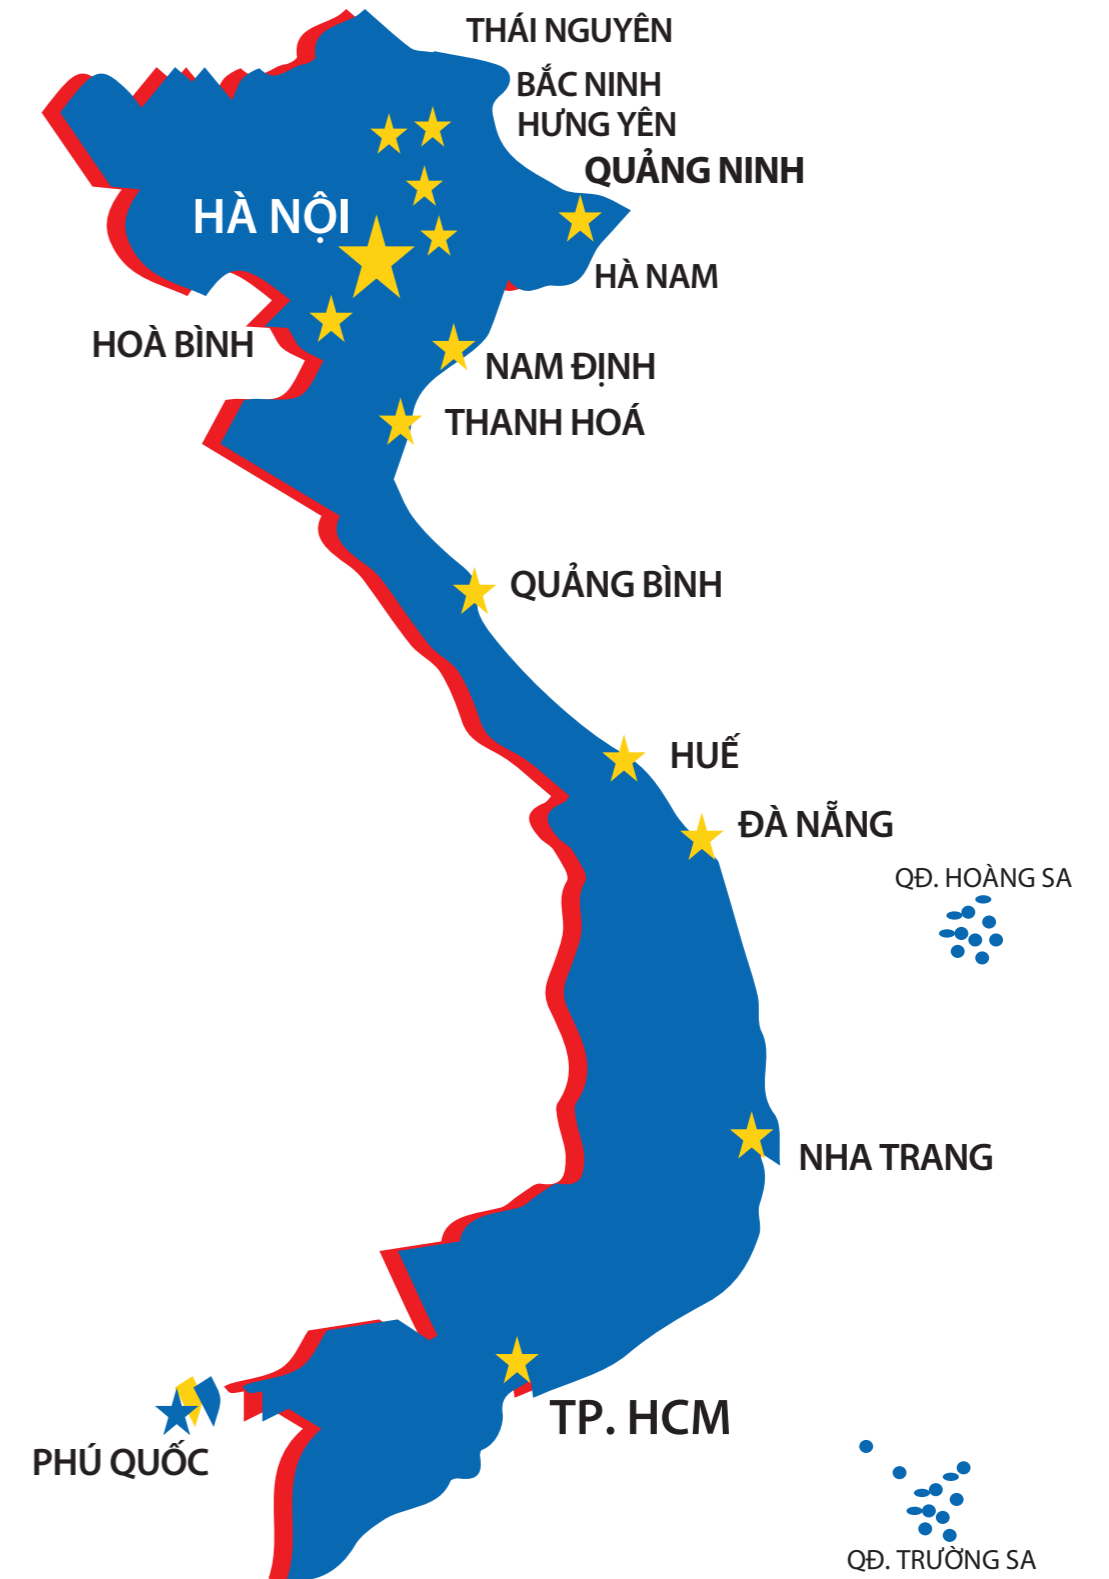 THÁI NGUYÊN
BẮC NINH
HƯNG YÊN
QUẢNG NINH
HÀ NỘI
HÀ NAM
HOÀ BÌNH
NAM ĐỊNH
THANH HOÁ
QUẢNG BÌNH
HUẾ
ĐÀ NẴNG
QĐ. HOÀNG SA
NHA TRANG
TP. HCM
PHÚ QUỐC
QĐ. TRƯỜNG SA